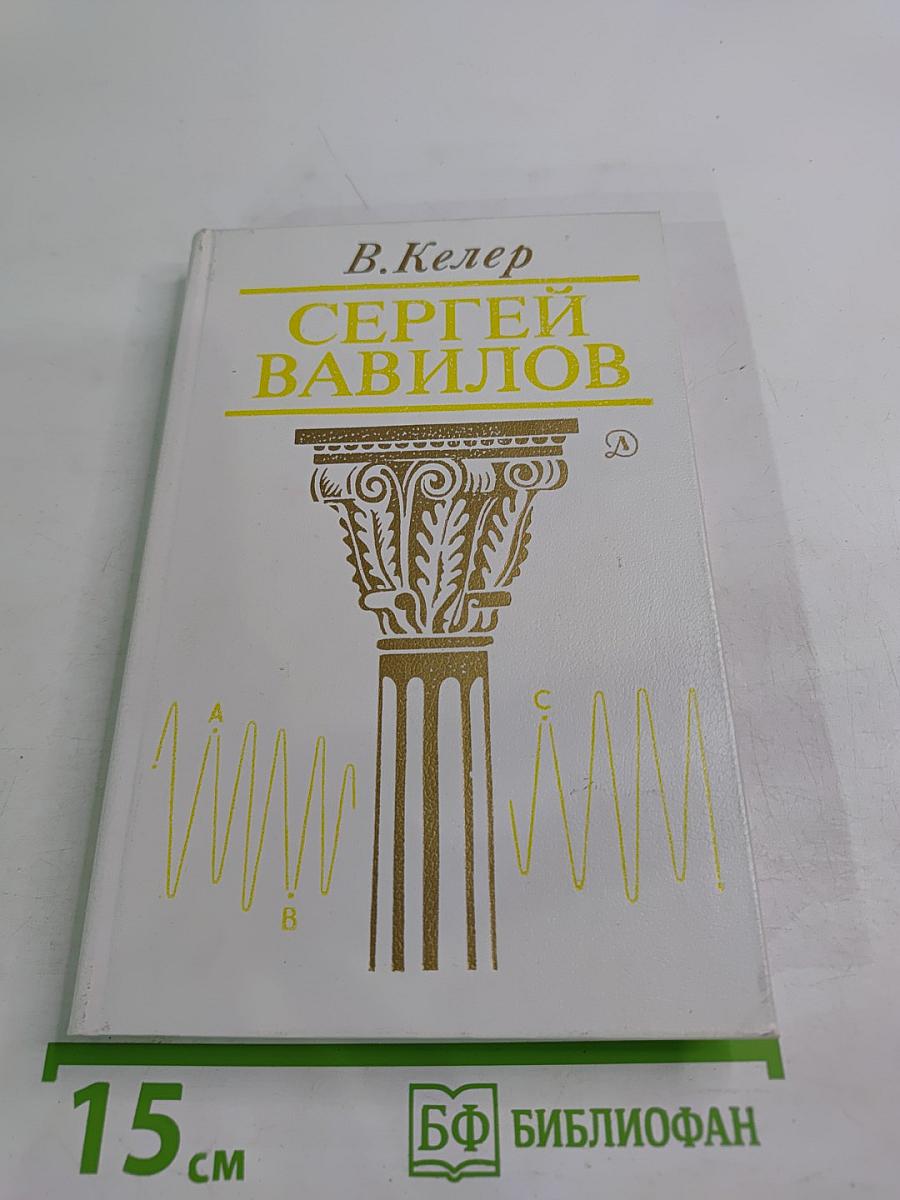 В. Келер
СЕРГЕЙ
ВАВИЛОВ
Д
A
C
B
15 см
БФ БИБЛИОФАН